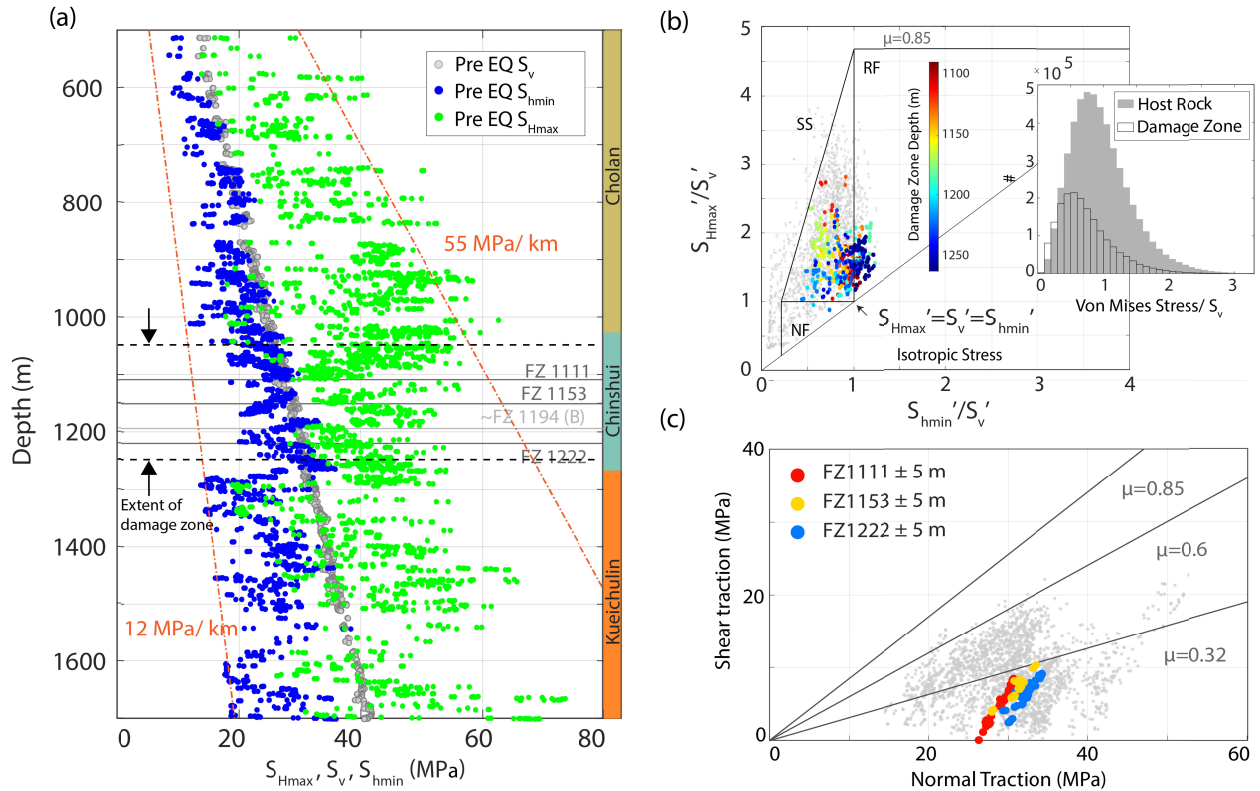 (a)
Pre EQ Sv
Pre EQ Shmin
Pre EQ SHmax
600
800
1000
1200
1400
1600
Depth (m)
55 MPa/ km
12 MPa/ km
FZ 1111
FZ 1153
~FZ 1194 (B)
FZ 1222
Extent of
damage zone
Cholan
Chinshui
Kueichulin
0 20 40 60 80
SHmax, Sv, Shmin (MPa)
(b)
5
4
3
2
1
0
SHmax'/Sv'
μ=0.85
RF
SS
NF
Damage Zone Depth (m)
1100
1150
1200
1250
SHmax'=Sv'=Shmin'
Isotropic Stress
0 1 2 3 4
Shmin'/Sv'
× 10^5
5
4
3
2
1
0
#
Host Rock
Damage Zone
0 1 2 3
Von Mises Stress/ Sv
(c)
40
20
0
Shear traction (MPa)
FZ1111 ± 5 m
FZ1153 ± 5 m
FZ1222 ± 5 m
μ=0.85
μ=0.6
μ=0.32
20 40 60
Normal Traction (MPa)